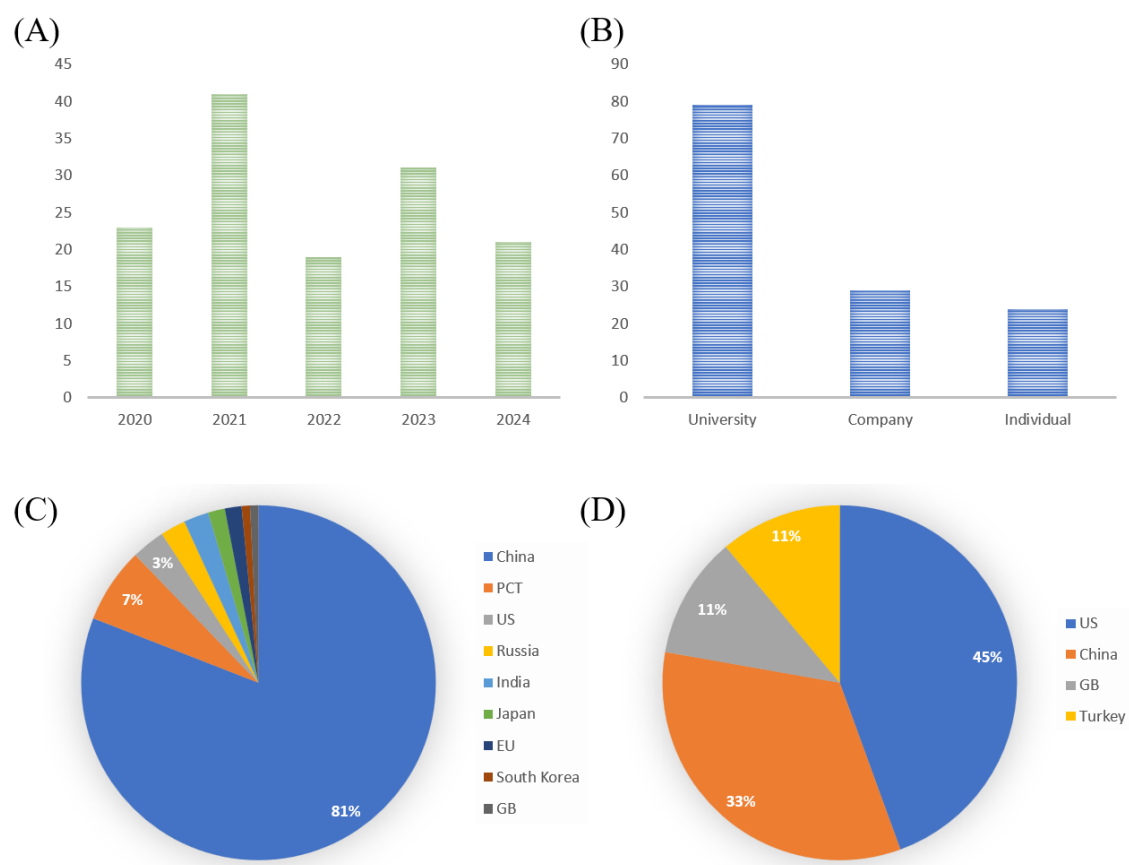 (A)
45
40
35
30
25
20
15
10
5
0
2020 2021 2022 2023 2024
(B)
90
80
70
60
50
40
30
20
10
0
University Company Individual
(C)
3%
7%
81%
China
PCT
US
Russia
India
Japan
EU
South Korea
GB
(D)
11%
11%
45%
33%
US
China
GB
Turkey